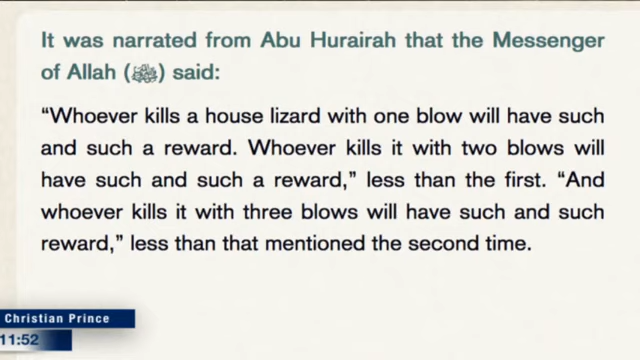 It was narrated from Abu Hurairah that the Messenger
of Allah (ﷺ) said:
“Whoever kills a house lizard with one blow will have such
and such a reward. Whoever kills it with two blows will
have such and such a reward,” less than the first. “And
whoever kills it with three blows will have such and such
reward,” less than that mentioned the second time.
Christian Prince
11:52